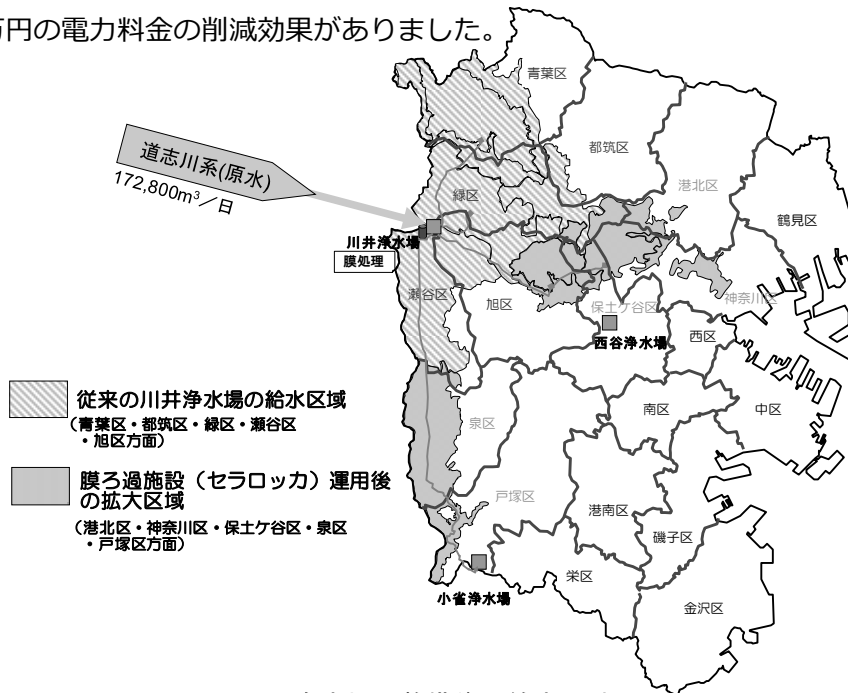 円の電力料金の削減効果がありました。
青葉区
都筑区
道志川系(原水)
172,800m³／日
港北区
緑区
鶴見区
川井浄水場
膜処理
瀬谷区
旭区
保土ケ谷区
神奈川区
西谷浄水場
西区
従来の川井浄水場の給水区域
（青葉区・都筑区・緑区・瀬谷区
・旭区方面）
泉区
南区
中区
膜ろ過施設（セラロッカ）運用後
の拡大区域
（港北区・神奈川区・保土ケ谷区・泉区
・戸塚区方面）
戸塚区
港南区
磯子区
小雀浄水場
栄区
金沢区